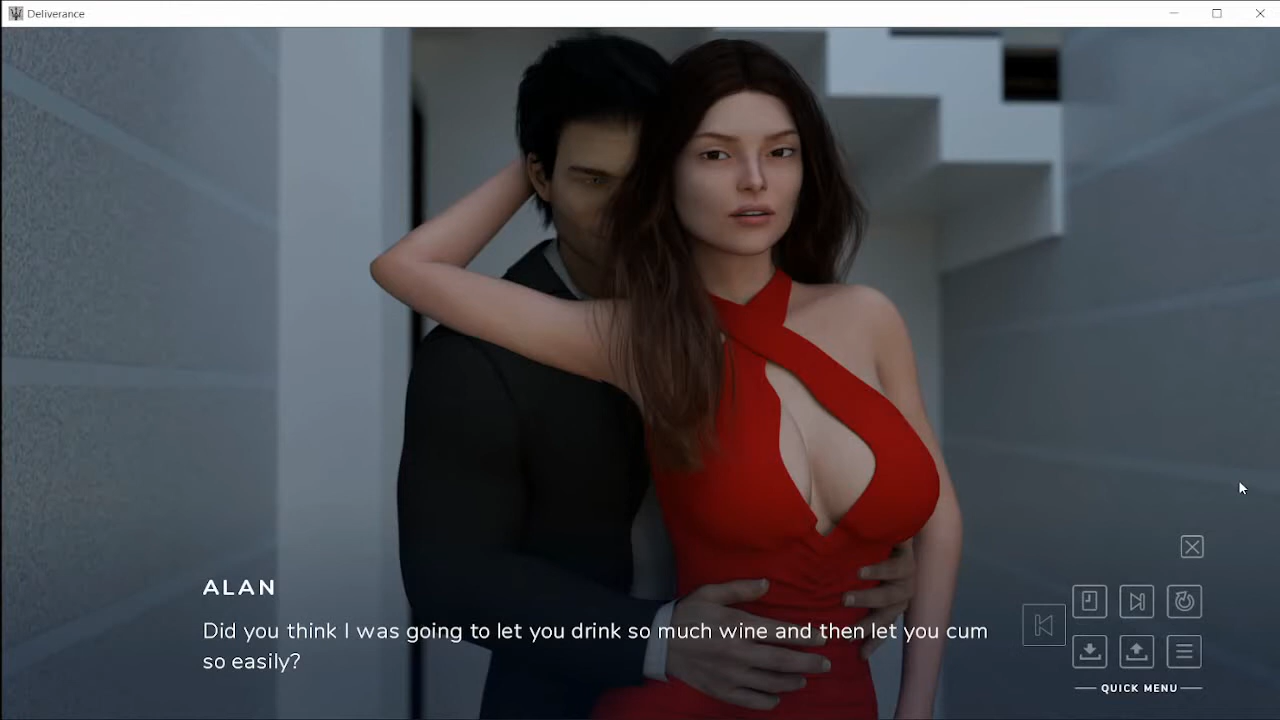 Deliverance
ALAN
Did you think I was going to let you drink so much wine and then let you cum
so easily?
QUICK MENU